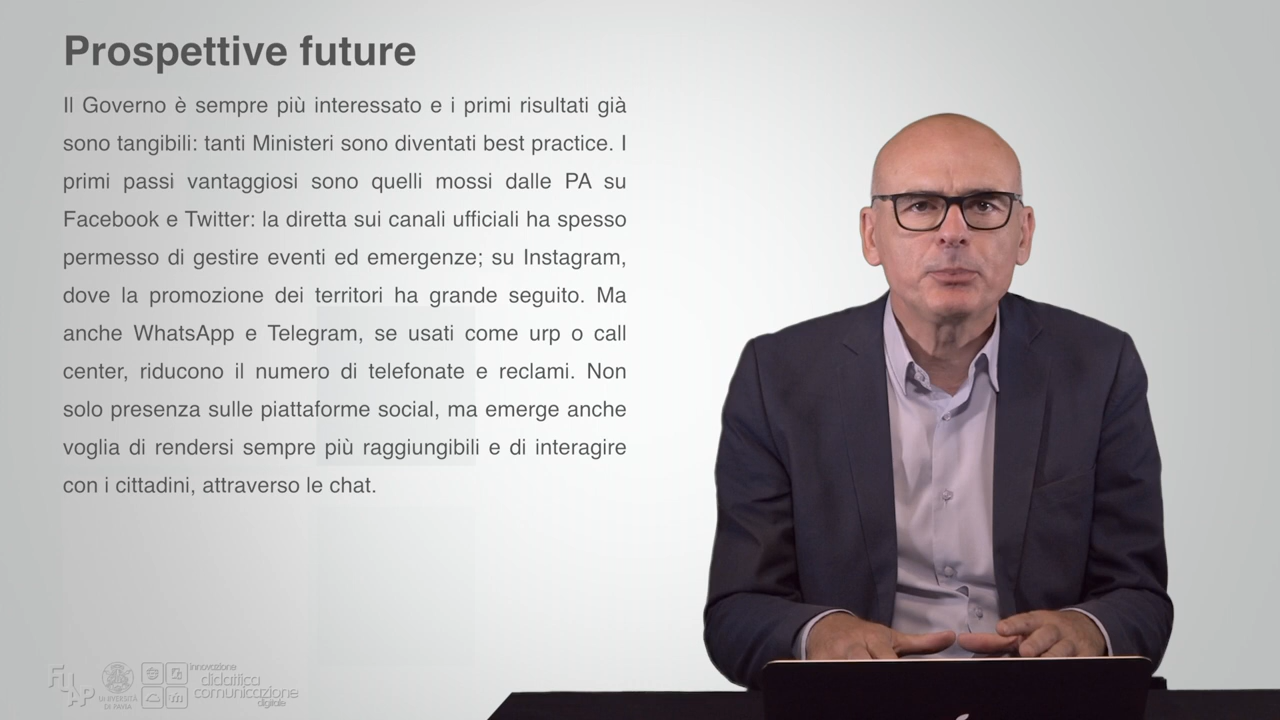 Prospettive future
Il Governo è sempre più interessato e i primi risultati già
sono tangibili: tanti Ministeri sono diventati best practice. I
primi passi vantaggiosi sono quelli mossi dalle PA su
Facebook e Twitter: la diretta sui canali ufficiali ha spesso
permesso di gestire eventi ed emergenze; su Instagram,
dove la promozione dei territori ha grande seguito. Ma
anche WhatsApp e Telegram, se usati come urp o call
center, riducono il numero di telefonate e reclami. Non
solo presenza sulle piattaforme social, ma emerge anche
voglia di rendersi sempre più raggiungibili e di interagire
con i cittadini, attraverso le chat.
UNIVERSITÀ
DI PAVIA
innovazione
didattica
comunicazione
digitale